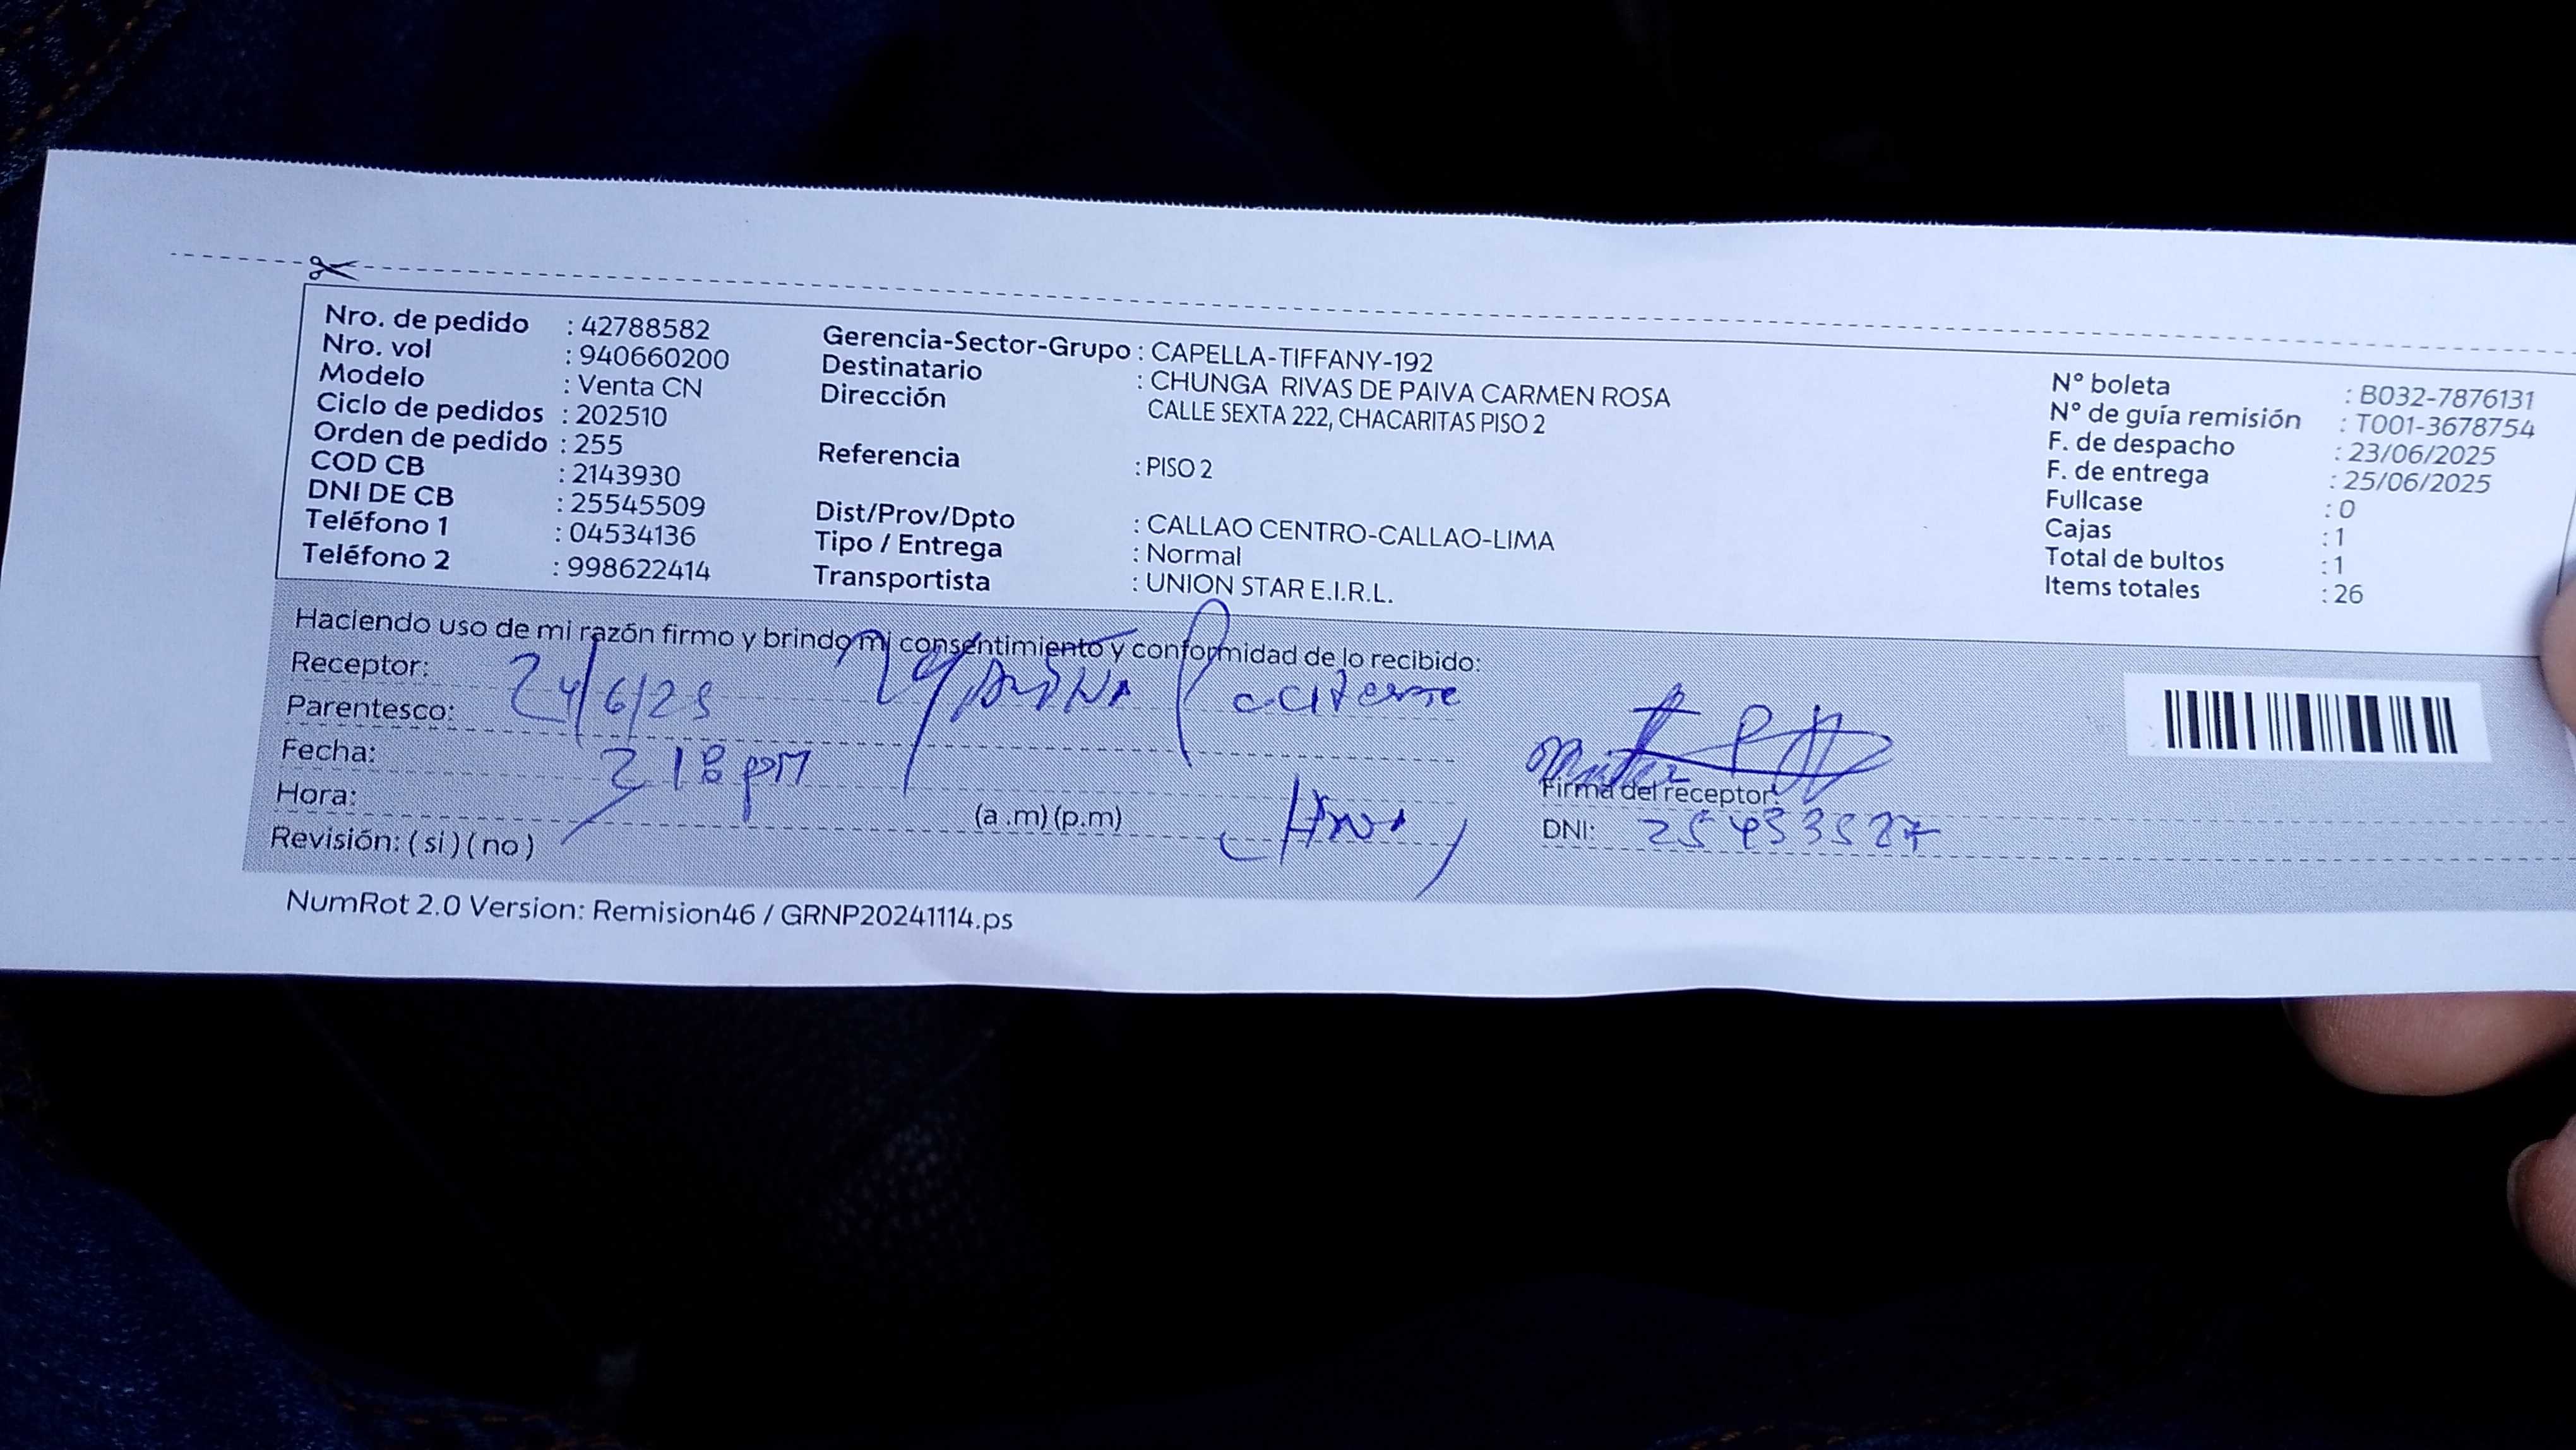 Nro. de pedido : 42788582
Nro. vol : 940660200
Modelo : Venta CN
Ciclo de pedidos : 202510
Orden de pedido : 255
COD CB : 2143930
DNI DE CB : 25545509
Teléfono 1 : 04534136
Teléfono 2 : 998622414
Gerencia-Sector-Grupo : CAPELLA-TIFFANY-192
Destinatario : CHUNGA RIVAS DE PAIVA CARMEN ROSA
Dirección CALLE SEXTA 222, CHACARITAS PISO 2
Referencia : PISO 2
Dist/Prov/Dpto : CALLAO CENTRO-CALLAO-LIMA
Tipo / Entrega : Normal
Transportista : UNION STAR E.I.R.L.
N° boleta : B032-7876131
N° de guía remisión : T001-3678754
F. de despacho : 23/06/2025
F. de entrega : 25/06/2025
Fullcase : 0
Cajas : 1
Total de bultos : 1
Items totales : 26
Haciendo uso de mi razón firmo y brindo mi consentimiento y conformidad de lo recibido:
Receptor:
Parentesco: 24/6/25
Fecha: 2 18 pm
Hora: (a .m) (p.m)
Revisión: ( si ) ( no )
Firma del receptor:
DNI:
NumRot 2.0 Version: Remision46 / GRNP20241114.ps